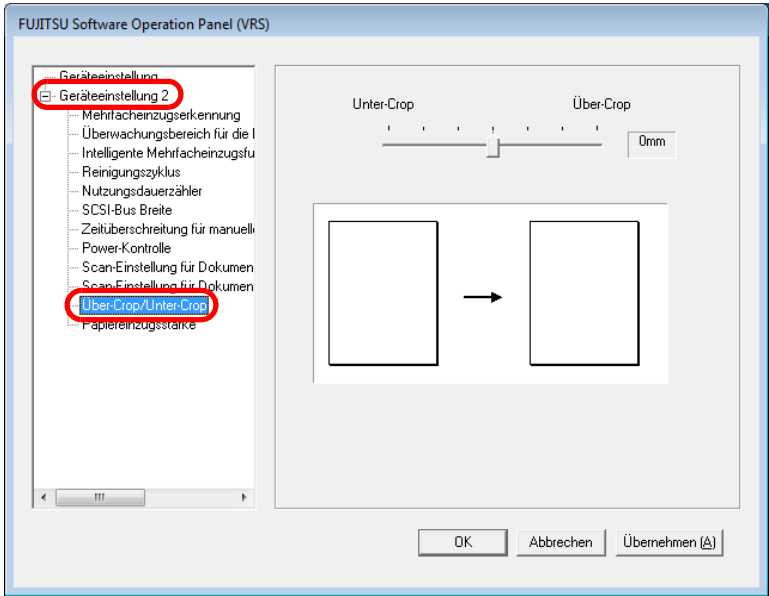 FUJITSU Software Operation Panel (VRS)
Geräteeinstellung
Geräteeinstellung 2
Mehrfacheinzugserkennung
Überwachungsbereich für die
Intelligente Mehrfacheinzugsfu
Reinigungszyklus
Nutzungsdauerzähler
SCSI-Bus Breite
Zeitüberschreitung für manuell
Power-Kontrolle
Scan-Einstellung für Dokumen
Scan-Einstellung für Dokumen
Über-Crop/Unter-Crop
Papiereinzugsstärke
Unter-Crop Über-Crop
0mm
OK Abbrechen Übernehmen (A)